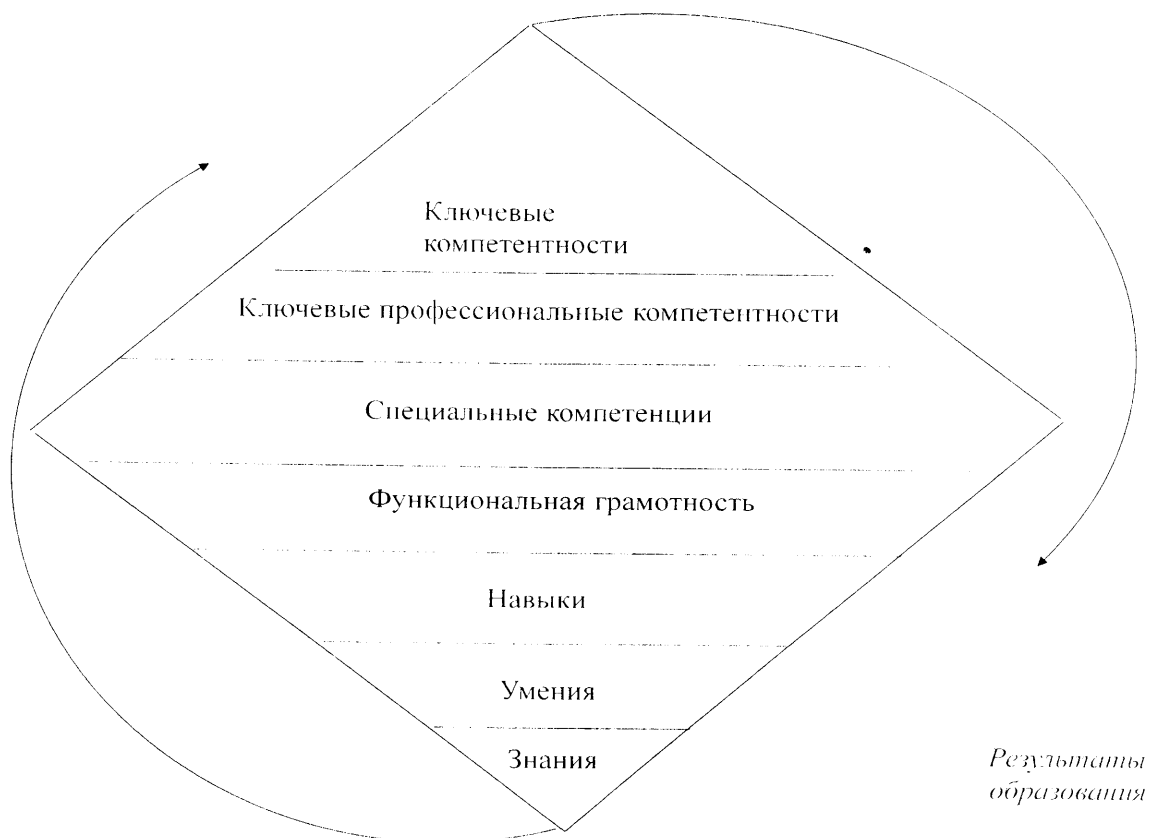 Ключевые
компетентности
Ключевые профессиональные компетентности
Специальные компетенции
Функциональная грамотность
Навыки
Умения
Знания
Результаты
образования